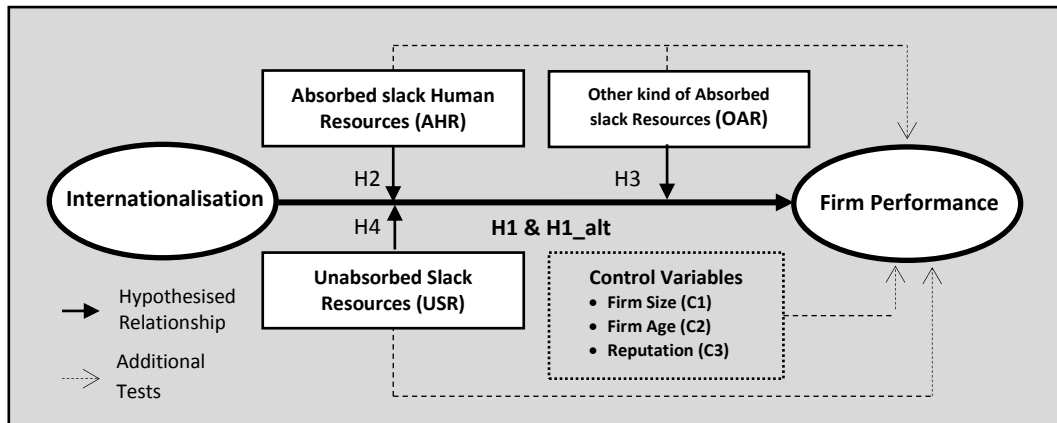 Absorbed slack Human
Resources (AHR)
Other kind of Absorbed
slack Resources (OAR)
Internationalisation
H2
H3
Firm Performance
H4
H1 & H1_alt
Unabsorbed Slack
Resources (USR)
Control Variables
• Firm Size (C1)
• Firm Age (C2)
• Reputation (C3)
Hypothesised
Relationship
Additional
Tests